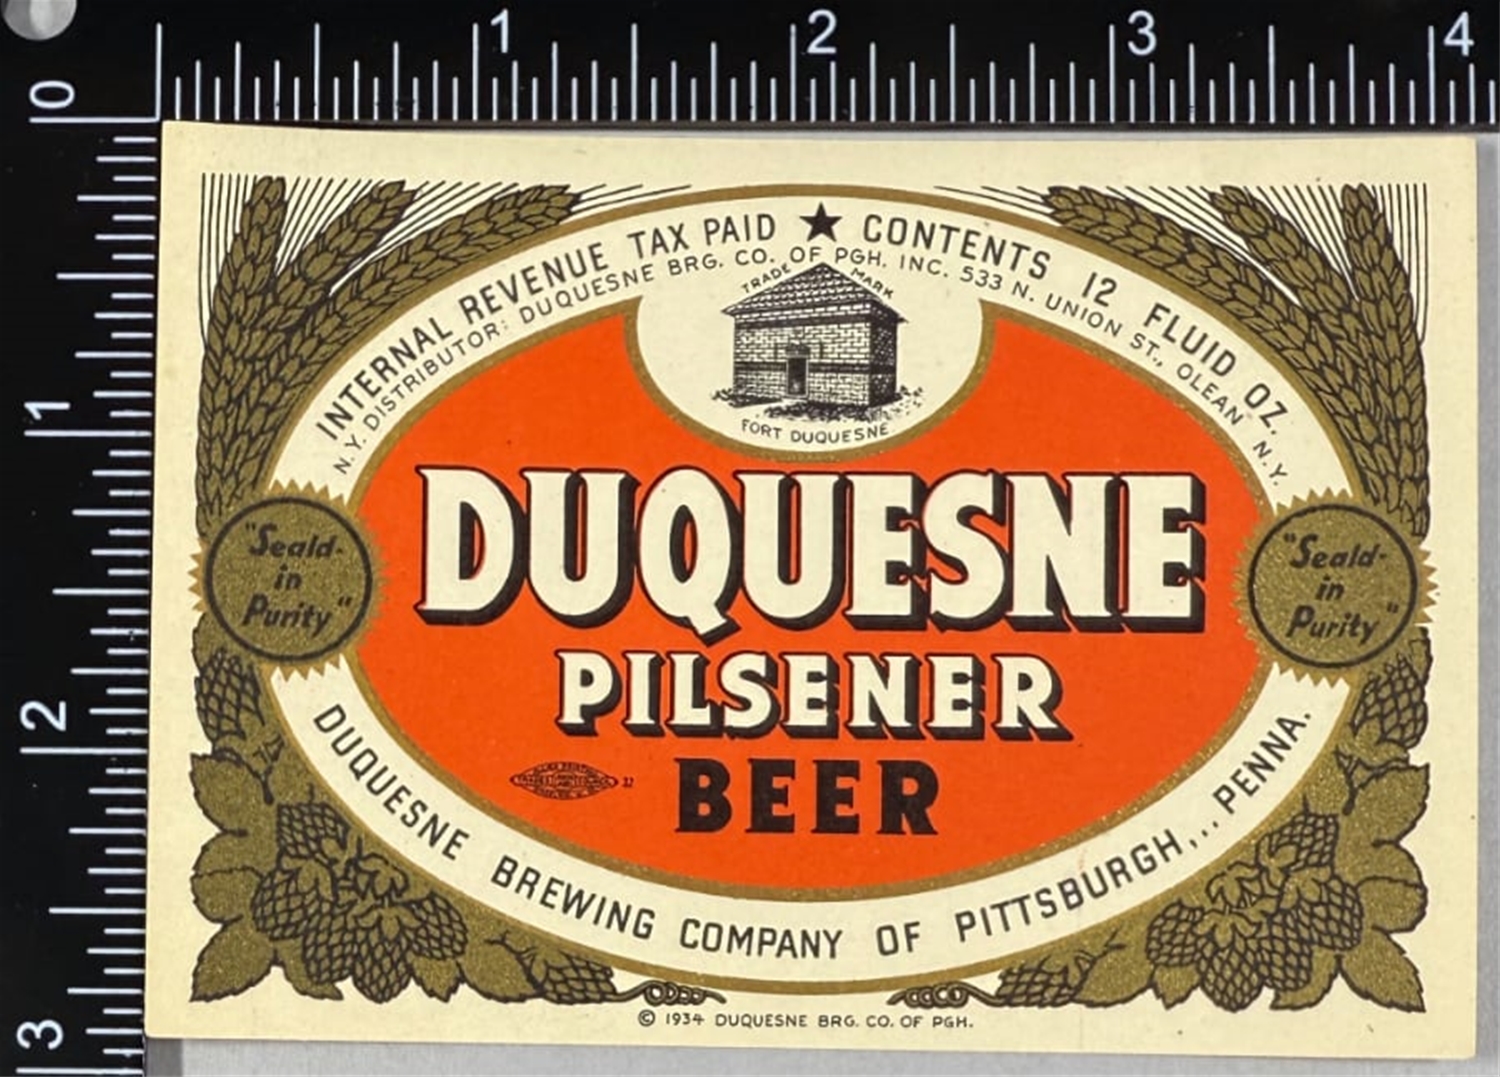 1 2 3 4
0
1
2
3
INTERNAL REVENUE TAX PAID ★ CONTENTS 12 FLUID OZ.
N.Y. DISTRIBUTOR: DUQUESNE BRG. CO. OF PGH. INC. 533 N. UNION ST., OLEAN N.Y.
TRADE MARK
FORT DUQUESNE
DUQUESNE
PILSENER
BEER
"Seald-
in
Purity"
"Seald-
in
Purity"
32
DUQUESNE BREWING COMPANY OF PITTSBURGH,.. PENNA.
© 1934 DUQUESNE BRG. CO. OF PGH.